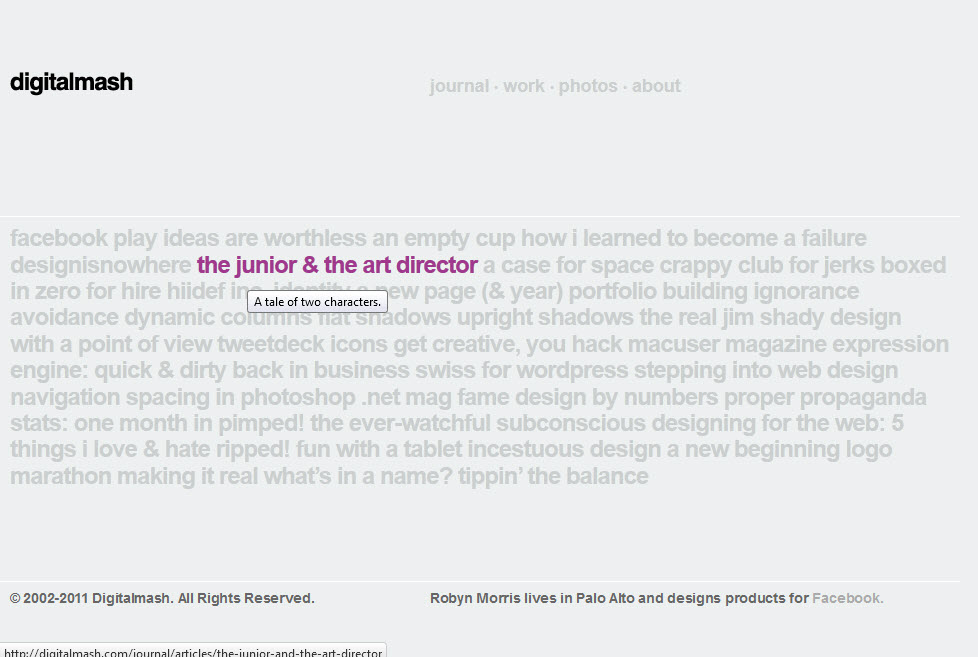 digitalmash
journal · work · photos · about
facebook play ideas are worthless an empty cup how i learned to become a failure
designisnowhere the junior & the art director a case for space crappy club for jerks boxed
in zero for hire hiidef inc. identity a new page (& year) portfolio building ignorance
A tale of two characters.
avoidance dynamic columns flat shadows upright shadows the real jim shady design
with a point of view tweetdeck icons get creative, you hack macuser magazine expression
engine: quick & dirty back in business swiss for wordpress stepping into web design
navigation spacing in photoshop .net mag fame design by numbers proper propaganda
stats: one month in pimped! the ever-watchful subconscious designing for the web: 5
things i love & hate ripped! fun with a tablet incestuous design a new beginning logo
marathon making it real what’s in a name? tippin’ the balance
© 2002-2011 Digitalmash. All Rights Reserved.
Robyn Morris lives in Palo Alto and designs products for Facebook.
http://digitalmash.com/journal/articles/the-junior-and-the-art-director